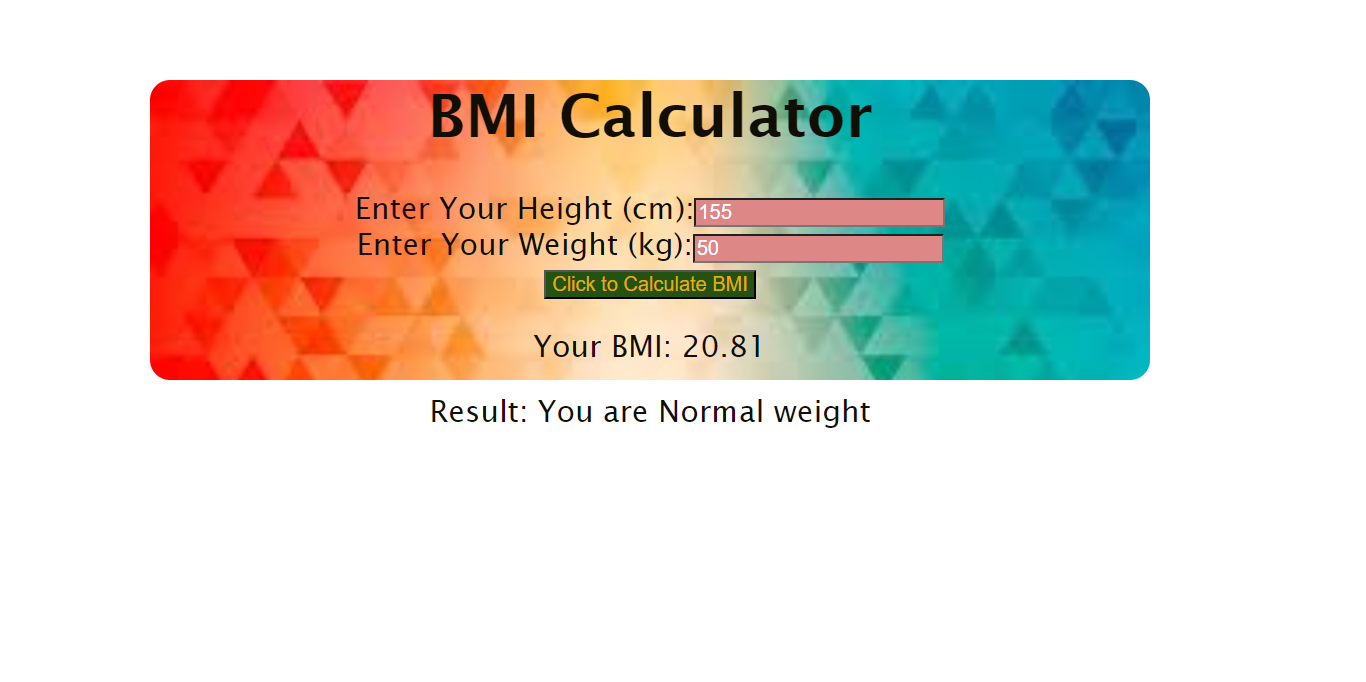 BMI Calculator
Enter Your Height (cm):155
Enter Your Weight (kg):50
Click to Calculate BMI
Your BMI: 20.81
Result: You are Normal weight